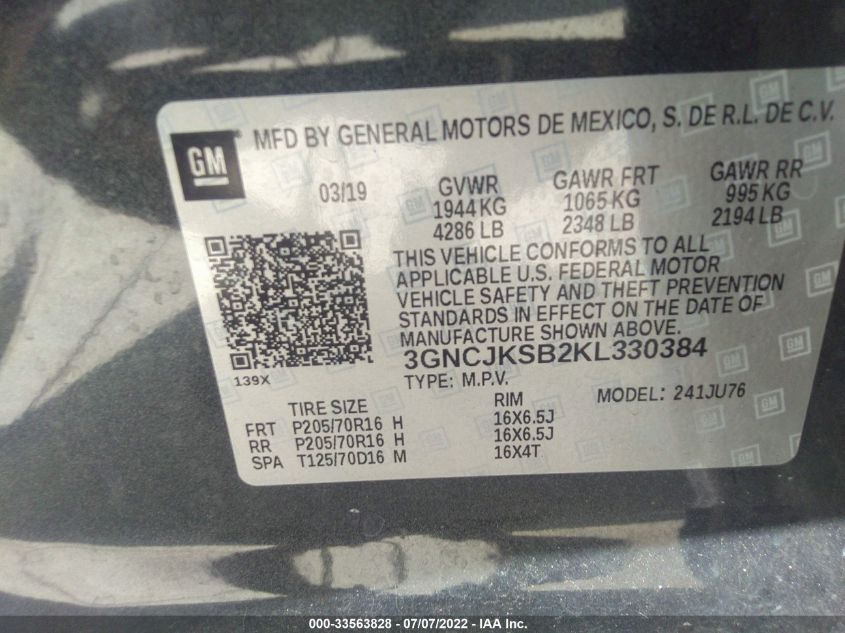 GM
MFD BY GENERAL MOTORS DE MEXICO, S. DE R.L. DE C.V.
03/19 GVWR GAWR FRT GAWR RR
1944 KG 1065 KG 995 KG
4286 LB 2348 LB 2194 LB
THIS VEHICLE CONFORMS TO ALL
APPLICABLE U.S. FEDERAL MOTOR
VEHICLE SAFETY AND THEFT PREVENTION
STANDARDS IN EFFECT ON THE DATE OF
MANUFACTURE SHOWN ABOVE.
3GNCJKSB2KL330384
139X
TYPE: M.P.V. MODEL: 241JU76
TIRE SIZE RIM
FRT P205/70R16 H 16X6.5J
RR P205/70R16 H 16X6.5J
SPA T125/70D16 M 16X4T
000-33563828 - 07/07/2022 - IAA Inc.